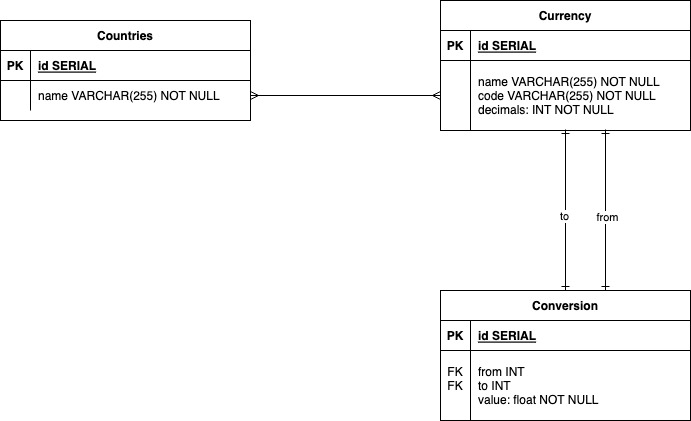 Countries
PK id SERIAL
name VARCHAR(255) NOT NULL
Currency
PK id SERIAL
name VARCHAR(255) NOT NULL
code VARCHAR(255) NOT NULL
decimals: INT NOT NULL
to from
Conversion
PK id SERIAL
FK from INT
FK to INT
value: float NOT NULL